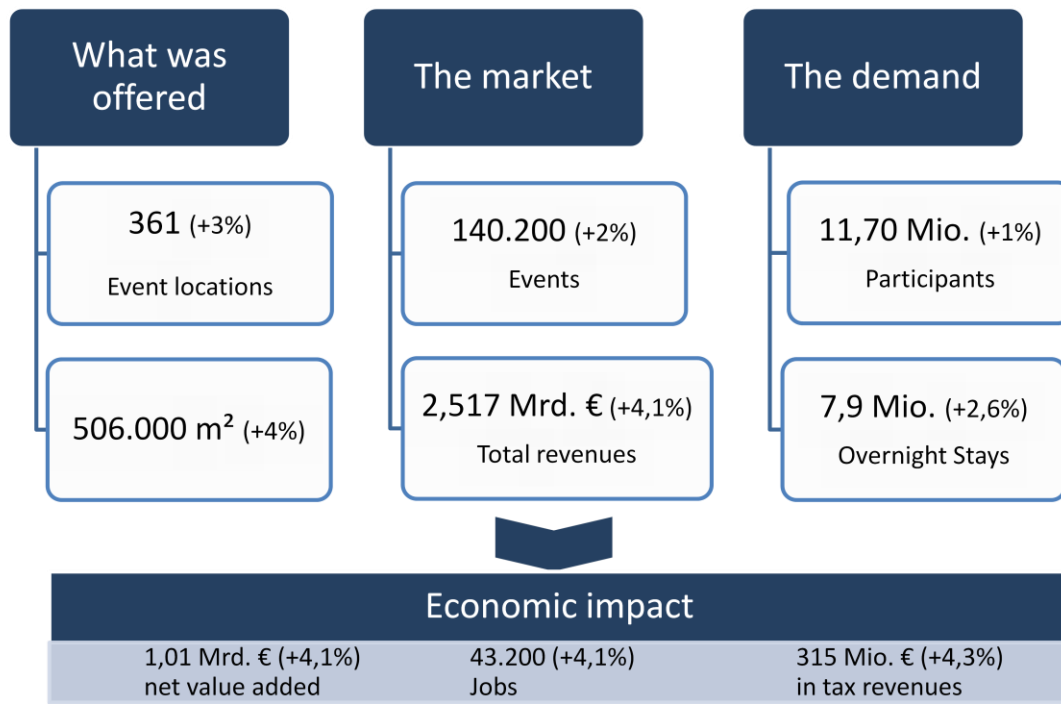 What was
offered
361 (+3%)
Event locations
506.000 m² (+4%)
The market
140.200 (+2%)
Events
2,517 Mrd. € (+4,1%)
Total revenues
The demand
11,70 Mio. (+1%)
Participants
7,9 Mio. (+2,6%)
Overnight Stays
Economic impact
1,01 Mrd. € (+4,1%)
net value added
43.200 (+4,1%)
Jobs
315 Mio. € (+4,3%)
in tax revenues